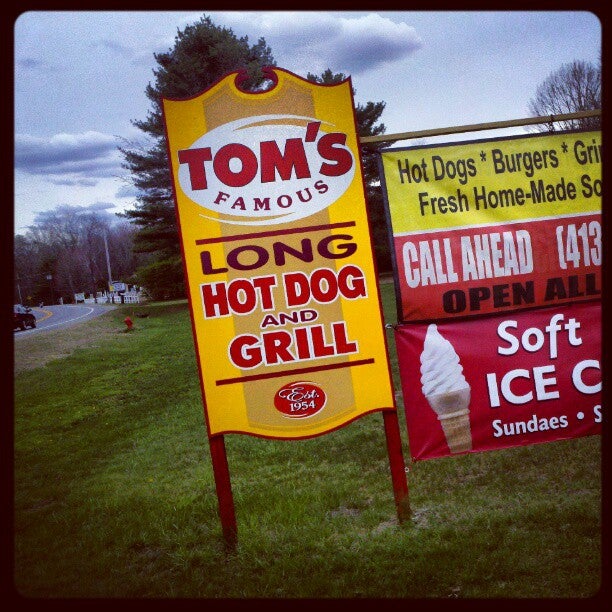 TOM'S
FAMOUS
LONG
HOT DOG
AND
GRILL
Est.
1954
Hot Dogs * Burgers * Gri
Fresh Home-Made So
CALL AHEAD (413
OPEN ALL
Soft
ICE C
Sundaes • S